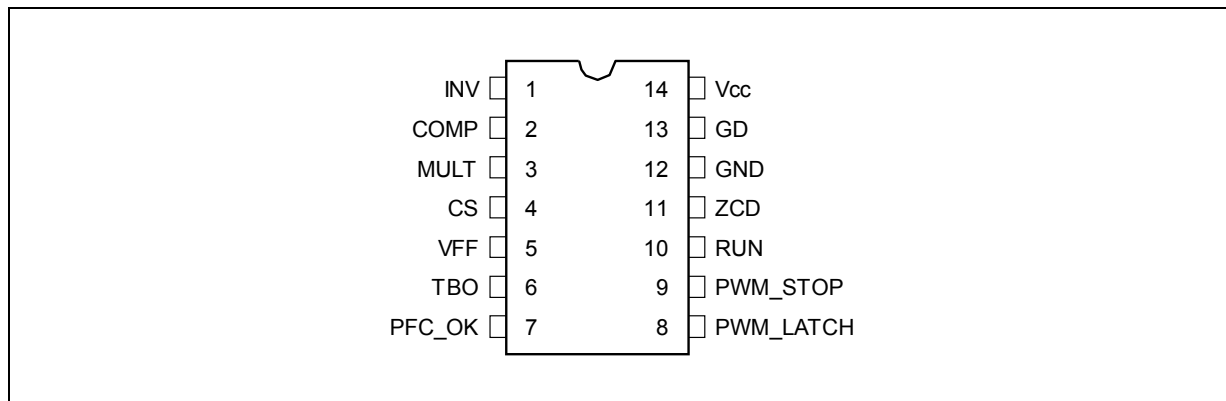 INV 1 14 Vcc
COMP 2 13 GD
MULT 3 12 GND
CS 4 11 ZCD
VFF 5 10 RUN
TBO 6 9 PWM_STOP
PFC_OK 7 8 PWM_LATCH